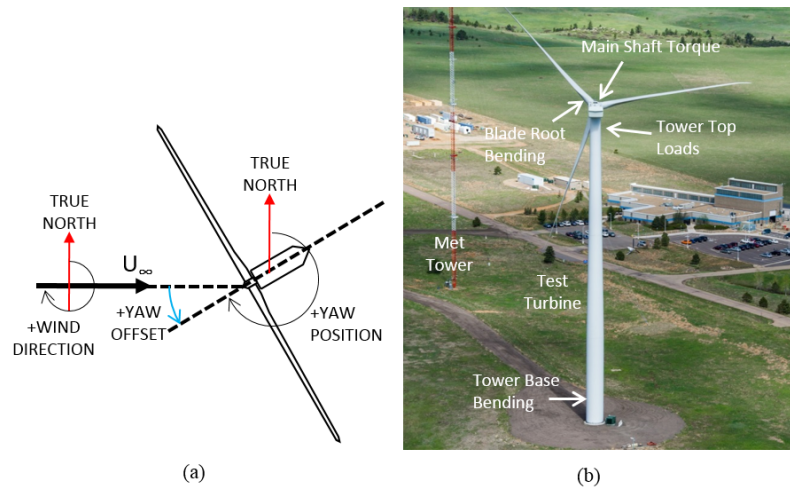 TRUE
NORTH
U∞
+WIND
DIRECTION
+YAW
OFFSET
TRUE
NORTH
+YAW
POSITION
(a)
Main Shaft Torque
Blade Root
Bending
Tower Top
Loads
Met
Tower
Test
Turbine
Tower Base
Bending
(b)